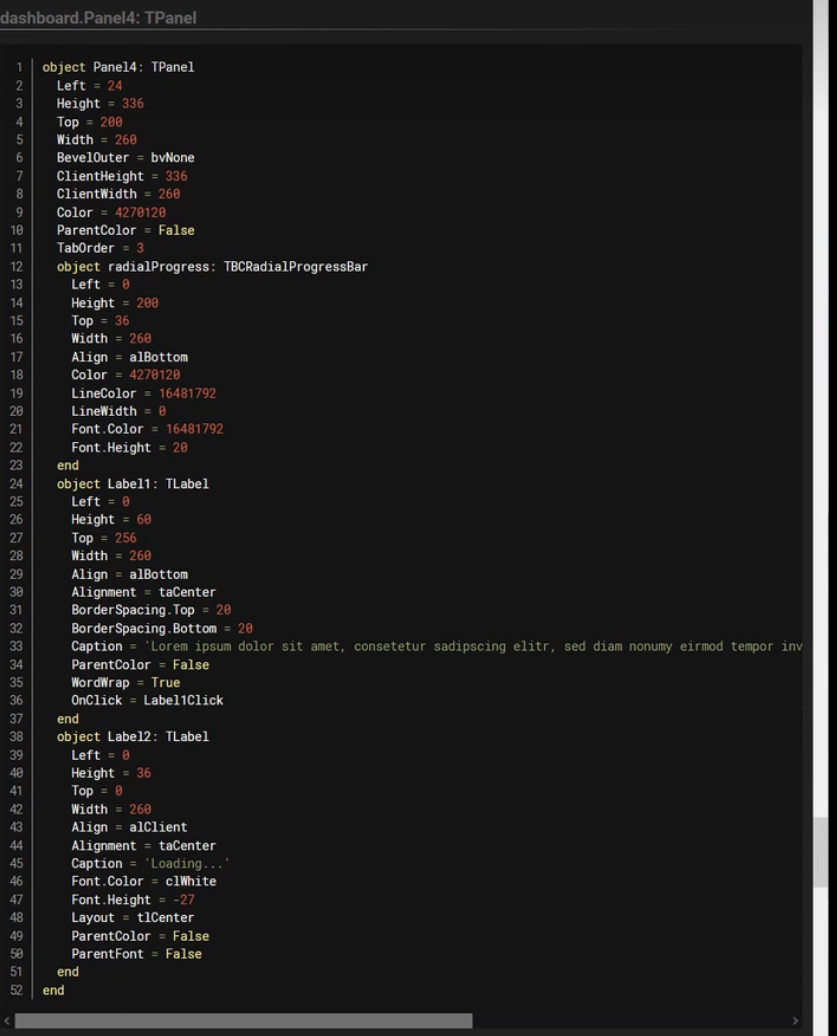 dashboard.Panel4: TPanel
1 object Panel4: TPanel
2 Left = 24
3 Height = 336
4 Top = 200
5 Width = 260
6 BevelOuter = bvNone
7 ClientHeight = 336
8 ClientWidth = 260
9 Color = 4270120
10 ParentColor = False
11 TabOrder = 3
12 object radialProgress: TBCRadialProgressBar
13 Left = 0
14 Height = 200
15 Top = 36
16 Width = 260
17 Align = alBottom
18 Color = 4270120
19 LineColor = 16481792
20 LineWidth = 0
21 Font.Color = 16481792
22 Font.Height = 20
23 end
24 object Label1: TLabel
25 Left = 0
26 Height = 60
27 Top = 256
28 Width = 260
29 Align = alBottom
30 Alignment = taCenter
31 BorderSpacing.Top = 20
32 BorderSpacing.Bottom = 20
33 Caption = 'Lorem ipsum dolor sit amet, consetetur sadipscing elitr, sed diam nonumy eirmod tempor inv
34 ParentColor = False
35 WordWrap = True
36 OnClick = Label1Click
37 end
38 object Label2: TLabel
39 Left = 0
40 Height = 36
41 Top = 0
42 Width = 260
43 Align = alClient
44 Alignment = taCenter
45 Caption = 'Loading...'
46 Font.Color = clWhite
47 Font.Height = -27
48 Layout = tlCenter
49 ParentColor = False
50 ParentFont = False
51 end
52 end